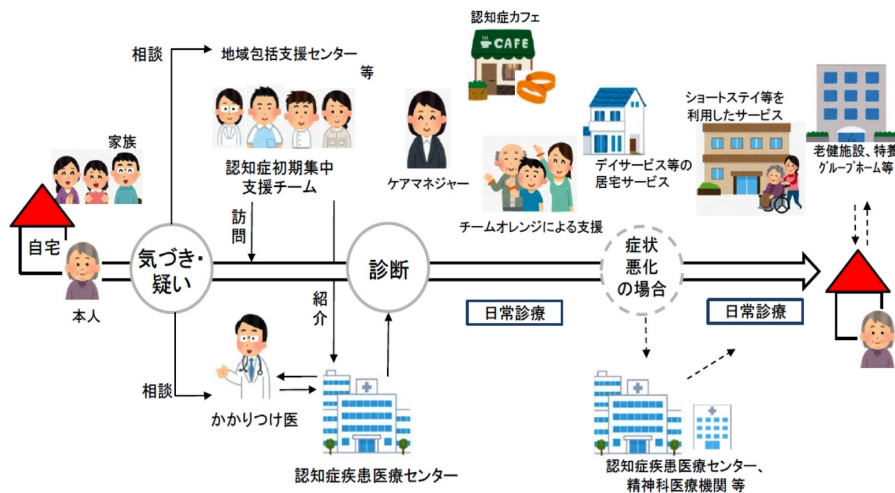 相談
地域包括支援センター
等
認知症初期集中
支援チーム
家族
自宅
本人
気づき・
疑い
訪問
紹介
相談
かかりつけ医
認知症疾患医療センター
診断
ケアマネジャー
認知症カフェ
CAFE
チームオレンジによる支援
デイサービス等の
居宅サービス
日常診療
症状
悪化
の場合
認知症疾患医療センター、
精神科医療機関 等
ショートステイ等を
利用したサービス
日常診療
老健施設、特養
グループホーム等